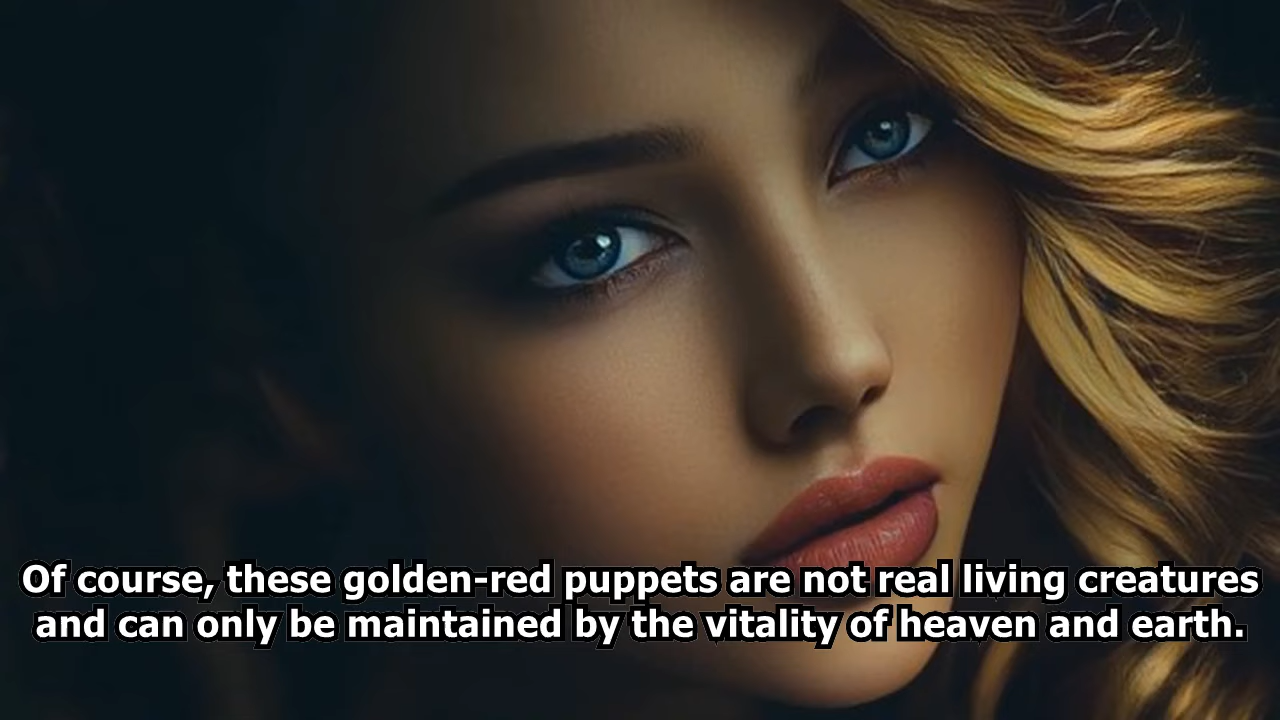 Of course, these golden-red puppets are not real living creatures
and can only be maintained by the vitality of heaven and earth.